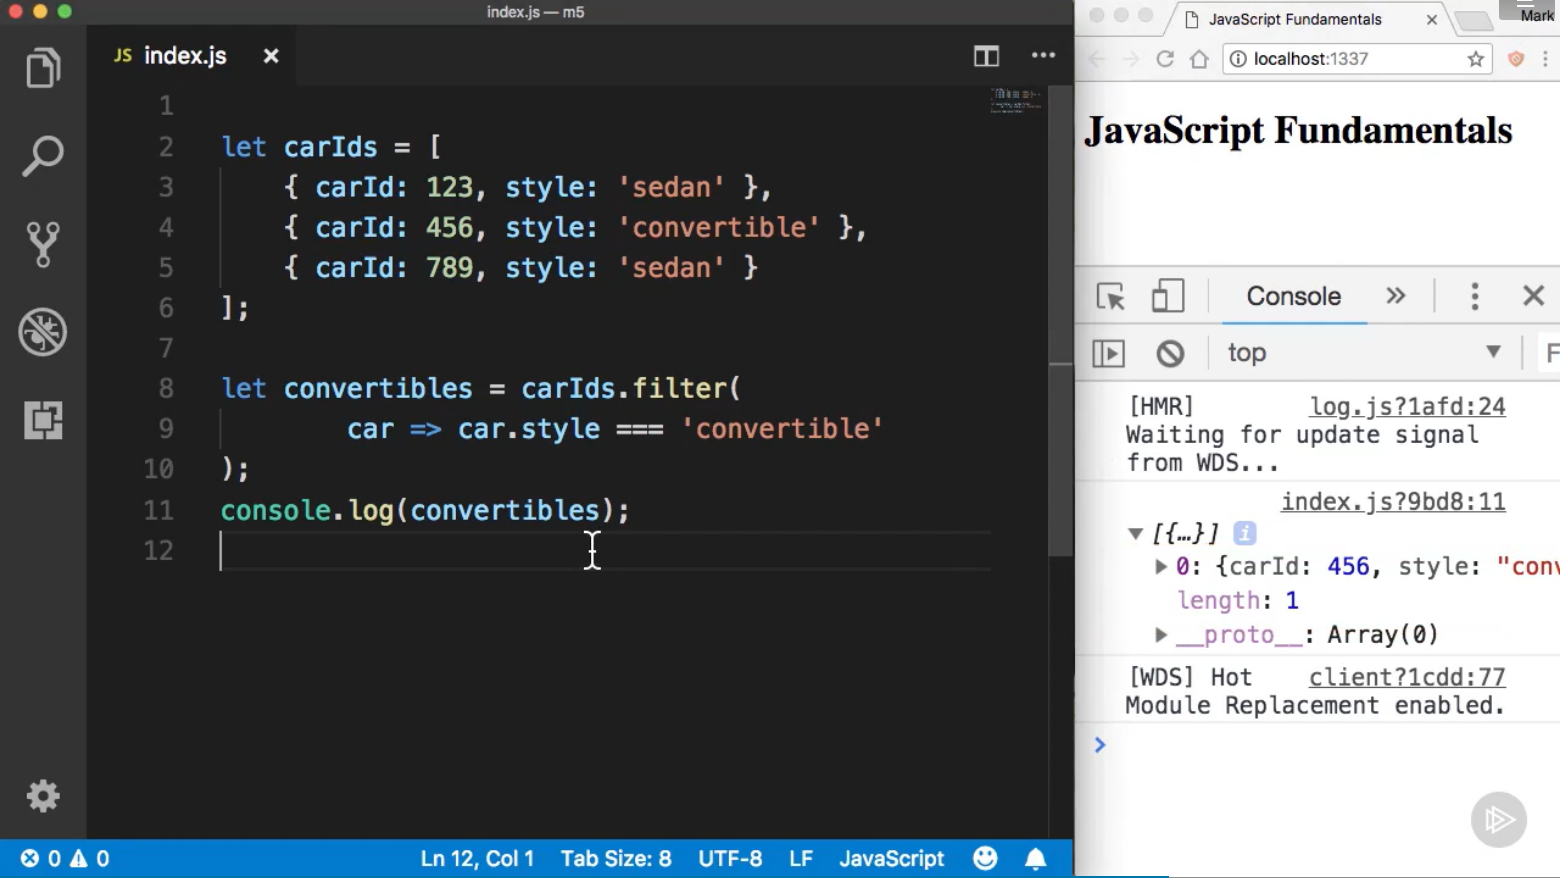 index.js — m5
JS index.js
1
2 let carIds = [
3 { carId: 123, style: 'sedan' },
4 { carId: 456, style: 'convertible' },
5 { carId: 789, style: 'sedan' }
6 ];
7
8 let convertibles = carIds.filter(
9 car => car.style === 'convertible'
10 );
11 console.log(convertibles);
12
0 0 Ln 12, Col 1 Tab Size: 8 UTF-8 LF JavaScript
JavaScript Fundamentals
Mark
localhost:1337
JavaScript Fundamentals
Console
top
[HMR] log.js?1afd:24
Waiting for update signal
from WDS...
index.js?9bd8:11
[{…}]
0: {carId: 456, style: "conv
length: 1
__proto__: Array(0)
[WDS] Hot client?1cdd:77
Module Replacement enabled.